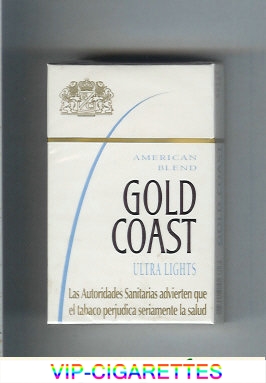 AMERICAN
BLEND
GOLD
COAST
ULTRA LIGHTS
Las Autoridades Sanitarias advierten que
el tabaco perjudica seriamente la salud
VIP-CIGARETTES